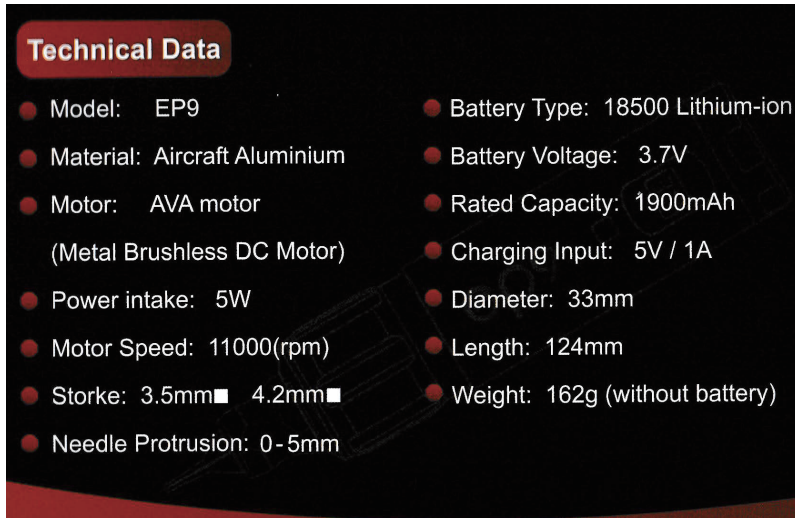 Technical Data
Model: EP9
Material: Aircraft Aluminium
Motor: AVA motor
(Metal Brushless DC Motor)
Power intake: 5W
Motor Speed: 11000(rpm)
Storke: 3.5mm■ 4.2mm■
Needle Protrusion: 0-5mm
Battery Type: 18500 Lithium-ion
Battery Voltage: 3.7V
Rated Capacity: 1900mAh
Charging Input: 5V / 1A
Diameter: 33mm
Length: 124mm
Weight: 162g (without battery)